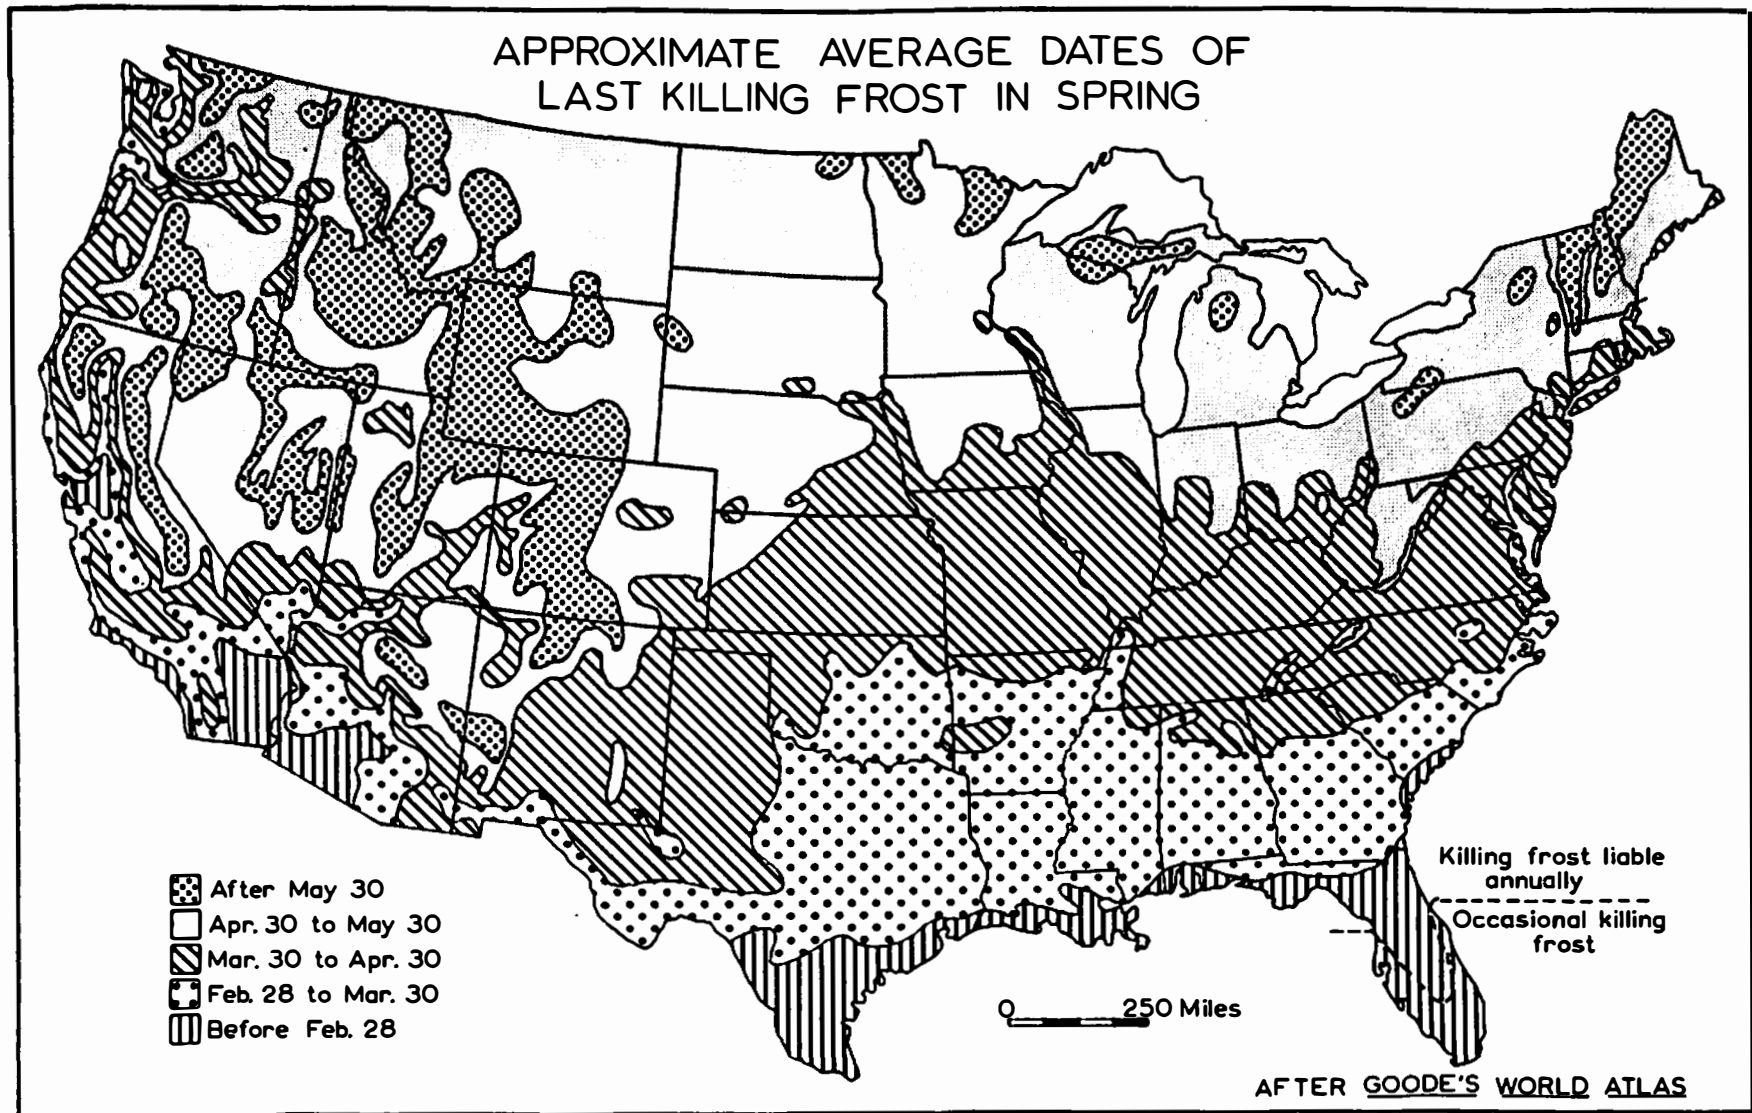 APPROXIMATE AVERAGE DATES OF
LAST KILLING FROST IN SPRING
After May 30
Apr. 30 to May 30
Mar. 30 to Apr. 30
Feb. 28 to Mar. 30
Before Feb. 28
0 250 Miles
Killing frost liable
annually
Occasional killing
frost
AFTER GOODE'S WORLD ATLAS